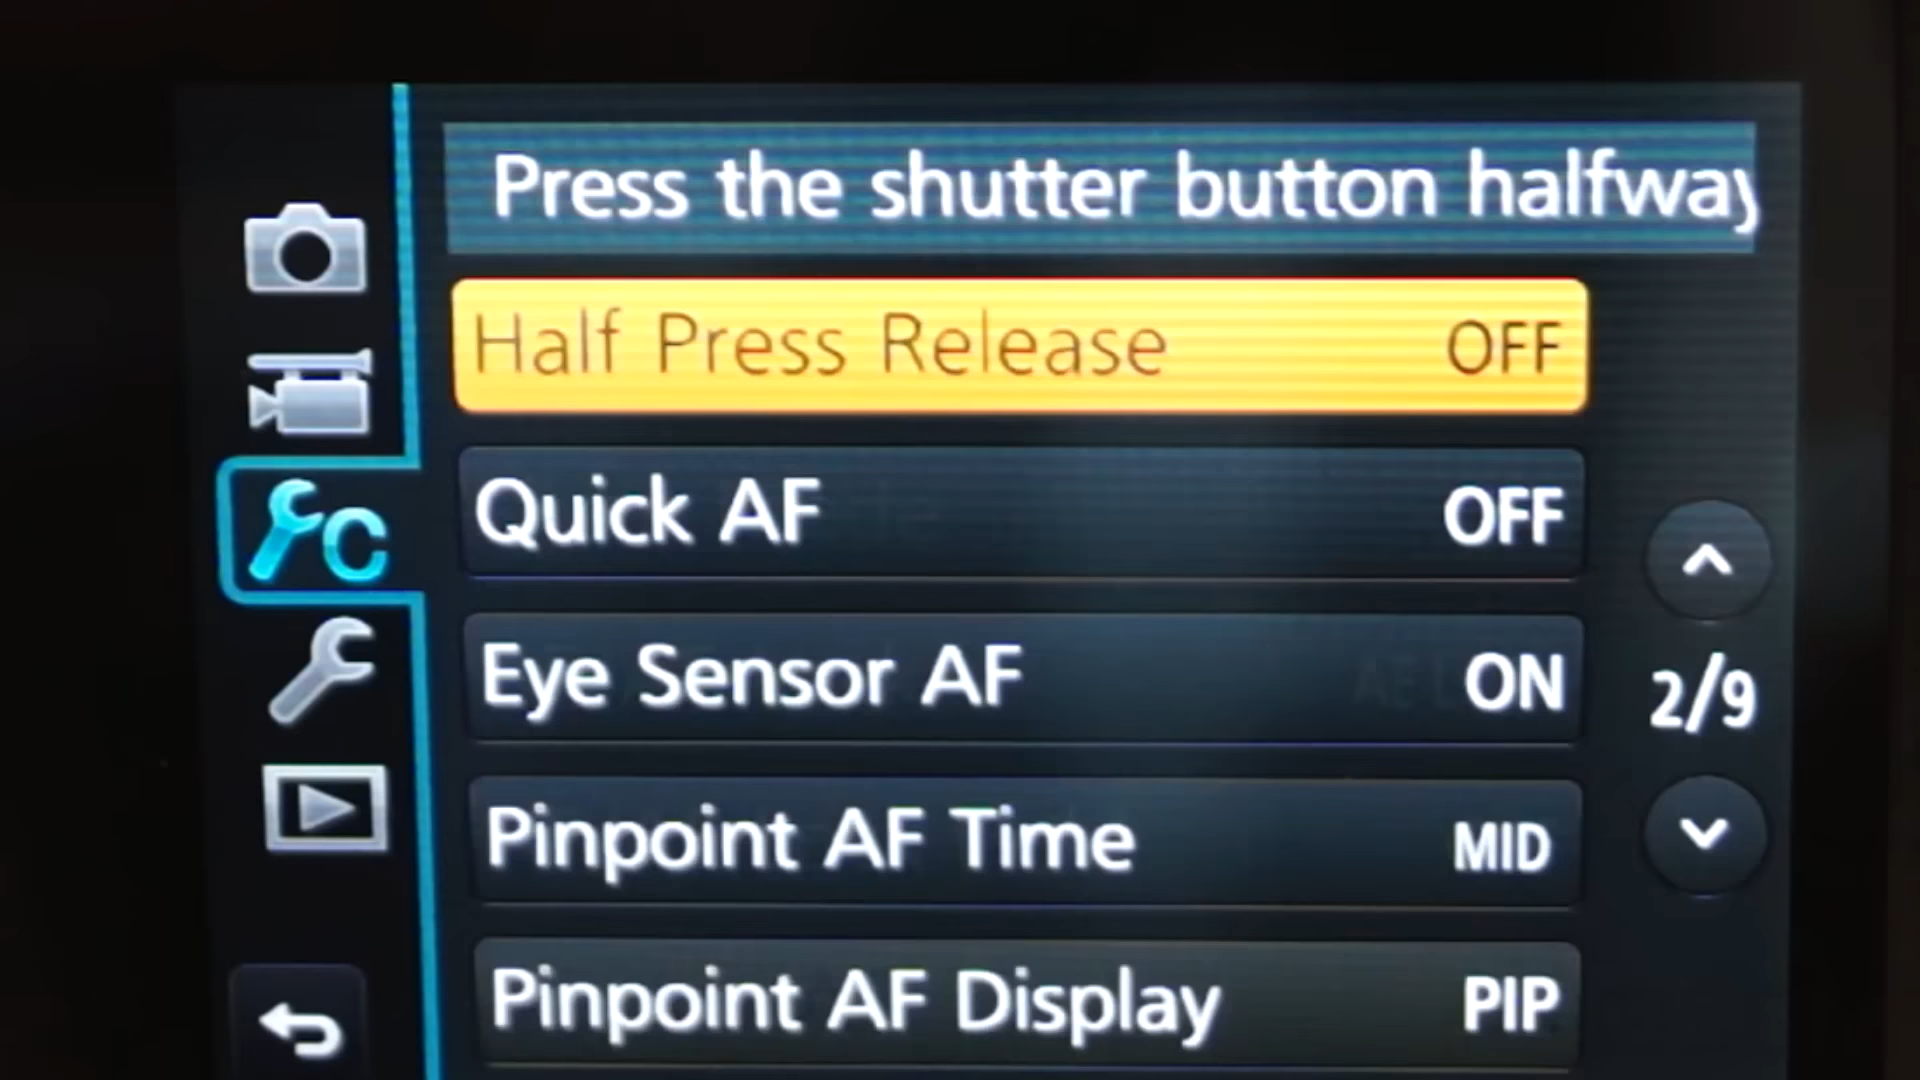 Press the shutter button halfway
Half Press Release OFF
Quick AF OFF
Eye Sensor AF ON
2/9
Pinpoint AF Time MID
Pinpoint AF Display PIP